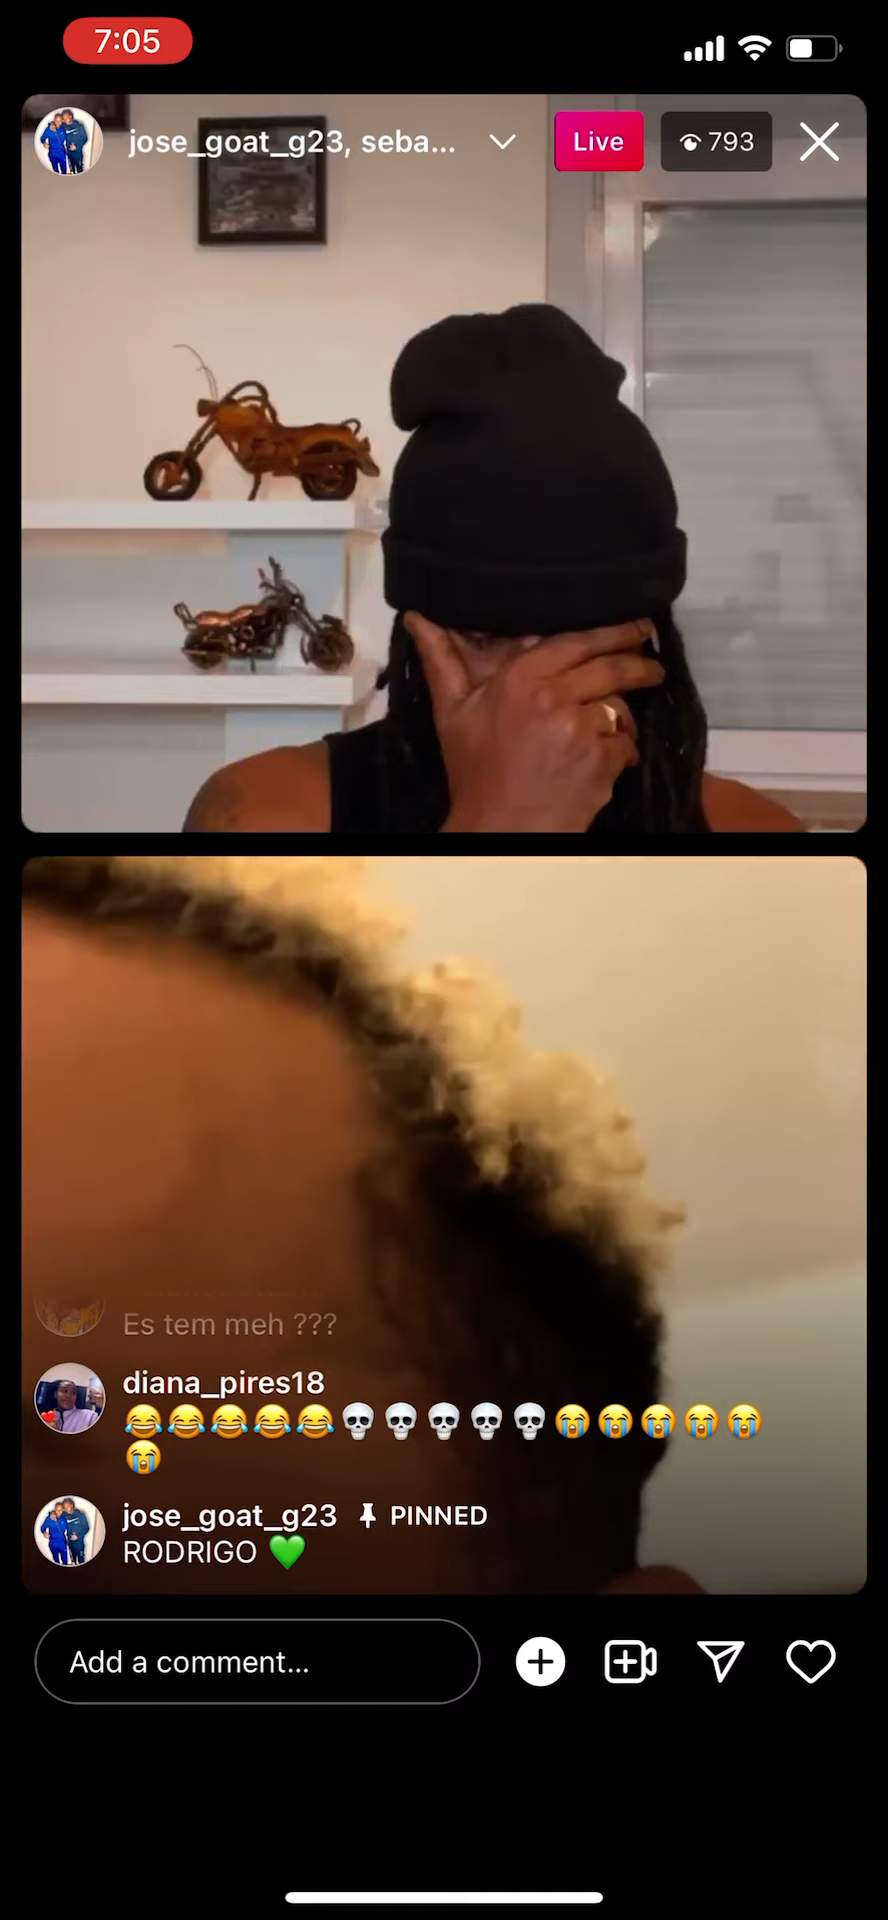 7:05
jose_goat_g23, seba...
Live
793
Es tem meh ???
diana_pires18
😂😂😂😂😂💀💀💀💀💀😭😭😭😭😭
😭
jose_goat_g23 📌 PINNED
RODRIGO 💚
Add a comment...